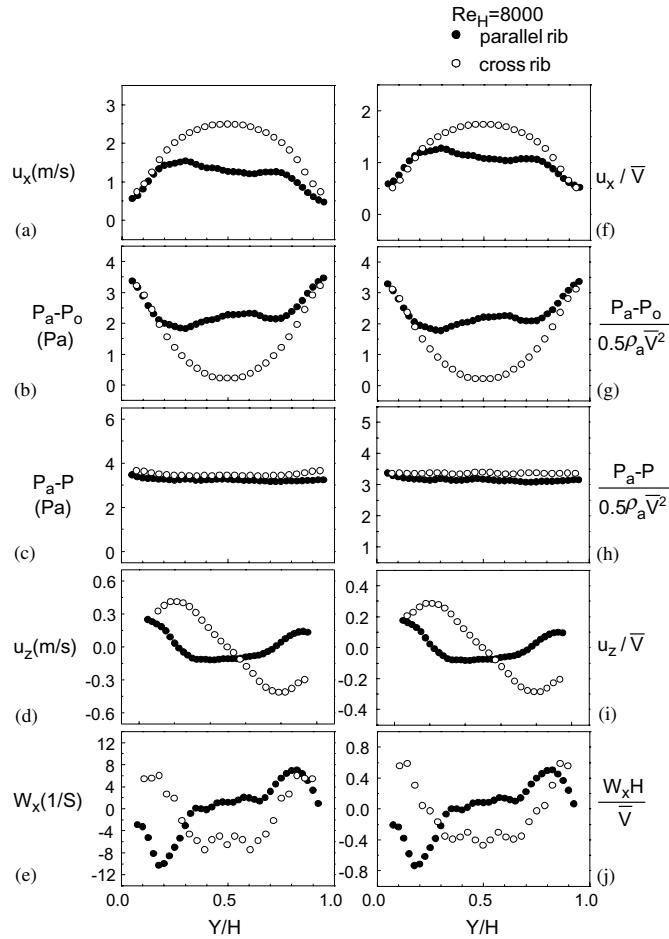 Re_H=8000
● parallel rib
○ cross rib
3
2
1
0
u_x(m/s)
(a)
2
1
0
u_x / V̅
(f)
4
3
2
1
0
P_a-P_o
(Pa)
(b)
4
3
2
1
0
P_a-P_o
0.5ρ_aV̅²
(g)
6
4
2
0
P_a-P
(Pa)
(c)
5
4
3
2
1
P_a-P
0.5ρ_aV̅²
(h)
0.6
0.3
0.0
-0.3
-0.6
u_z(m/s)
(d)
0.4
0.2
0.0
-0.2
-0.4
u_z / V̅
(i)
12
8
4
0
-4
-8
-12
W_x(1/S)
(e)
0.8
0.4
0.0
-0.4
-0.8
W_xH
V̅
(j)
0.0 0.5 1.0
Y/H
0.0 0.5 1.0
Y/H